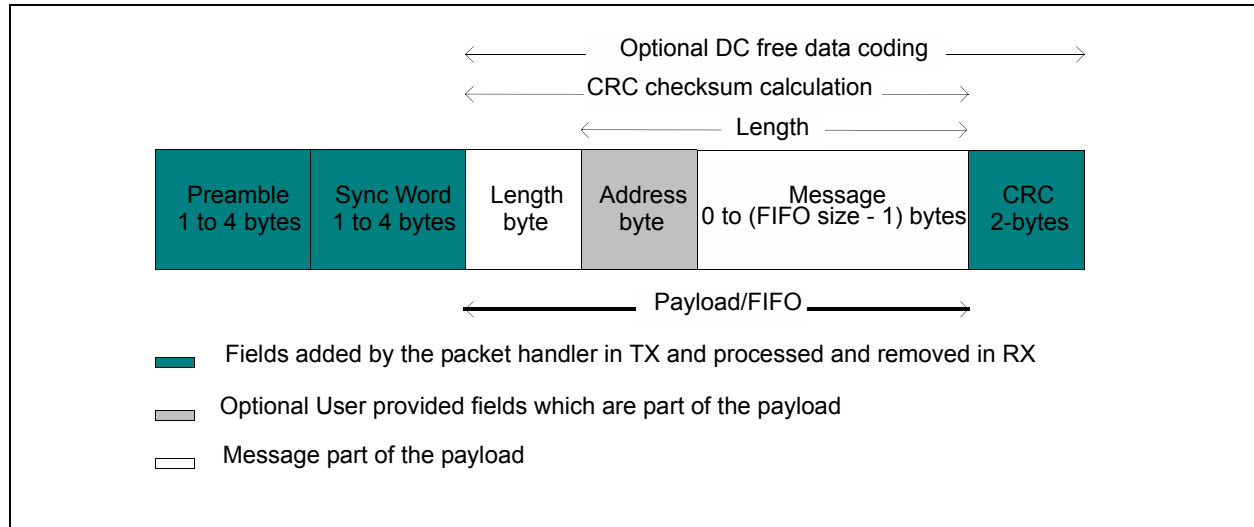 Optional DC free data coding
CRC checksum calculation
Length
Preamble
1 to 4 bytes
Sync Word
1 to 4 bytes
Length
byte
Address
byte
Message
0 to (FIFO size - 1) bytes
CRC
2-bytes
Payload/FIFO
Fields added by the packet handler in TX and processed and removed in RX
Optional User provided fields which are part of the payload
Message part of the payload